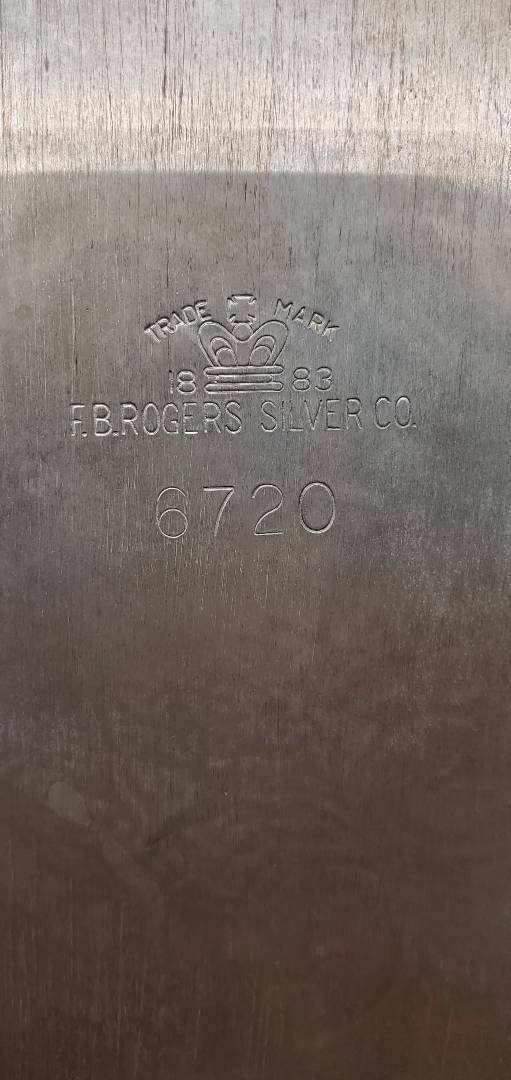 TRADE MARK
18 83
F.B.ROGERS SILVER CO.
6720